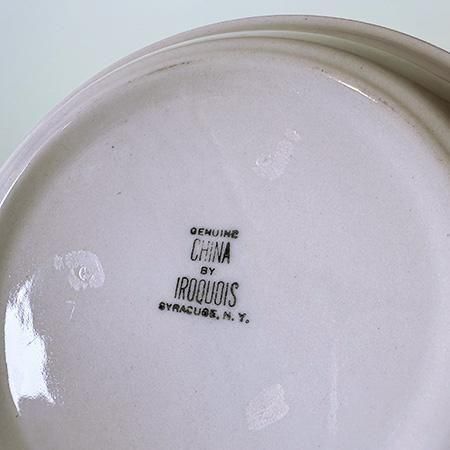 GENUINE
CHINA
BY
IROQUOIS
SYRACUSE, N. Y.